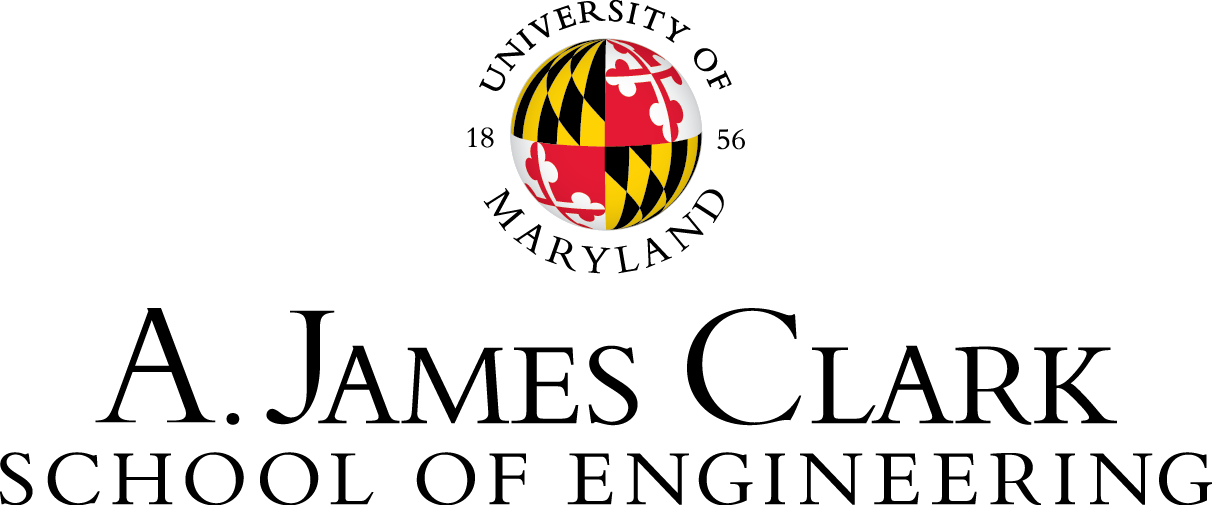 UNIVERSITY OF
18 56
MARYLAND
A. JAMES CLARK
SCHOOL OF ENGINEERING